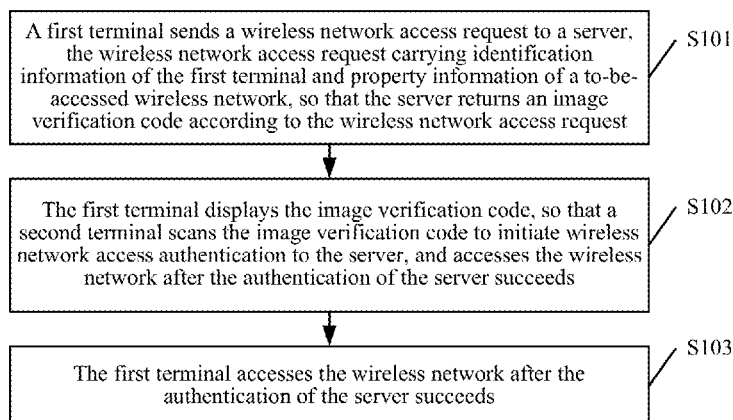 A first terminal sends a wireless network access request to a server,
the wireless network access request carrying identification
information of the first terminal and property information of a to-be-
accessed wireless network, so that the server returns an image
verification code according to the wireless network access request
S101
The first terminal displays the image verification code, so that a
second terminal scans the image verification code to initiate wireless
network access authentication to the server, and accesses the wireless
network after the authentication of the server succeeds
S102
The first terminal accesses the wireless network after the
authentication of the server succeeds
S103